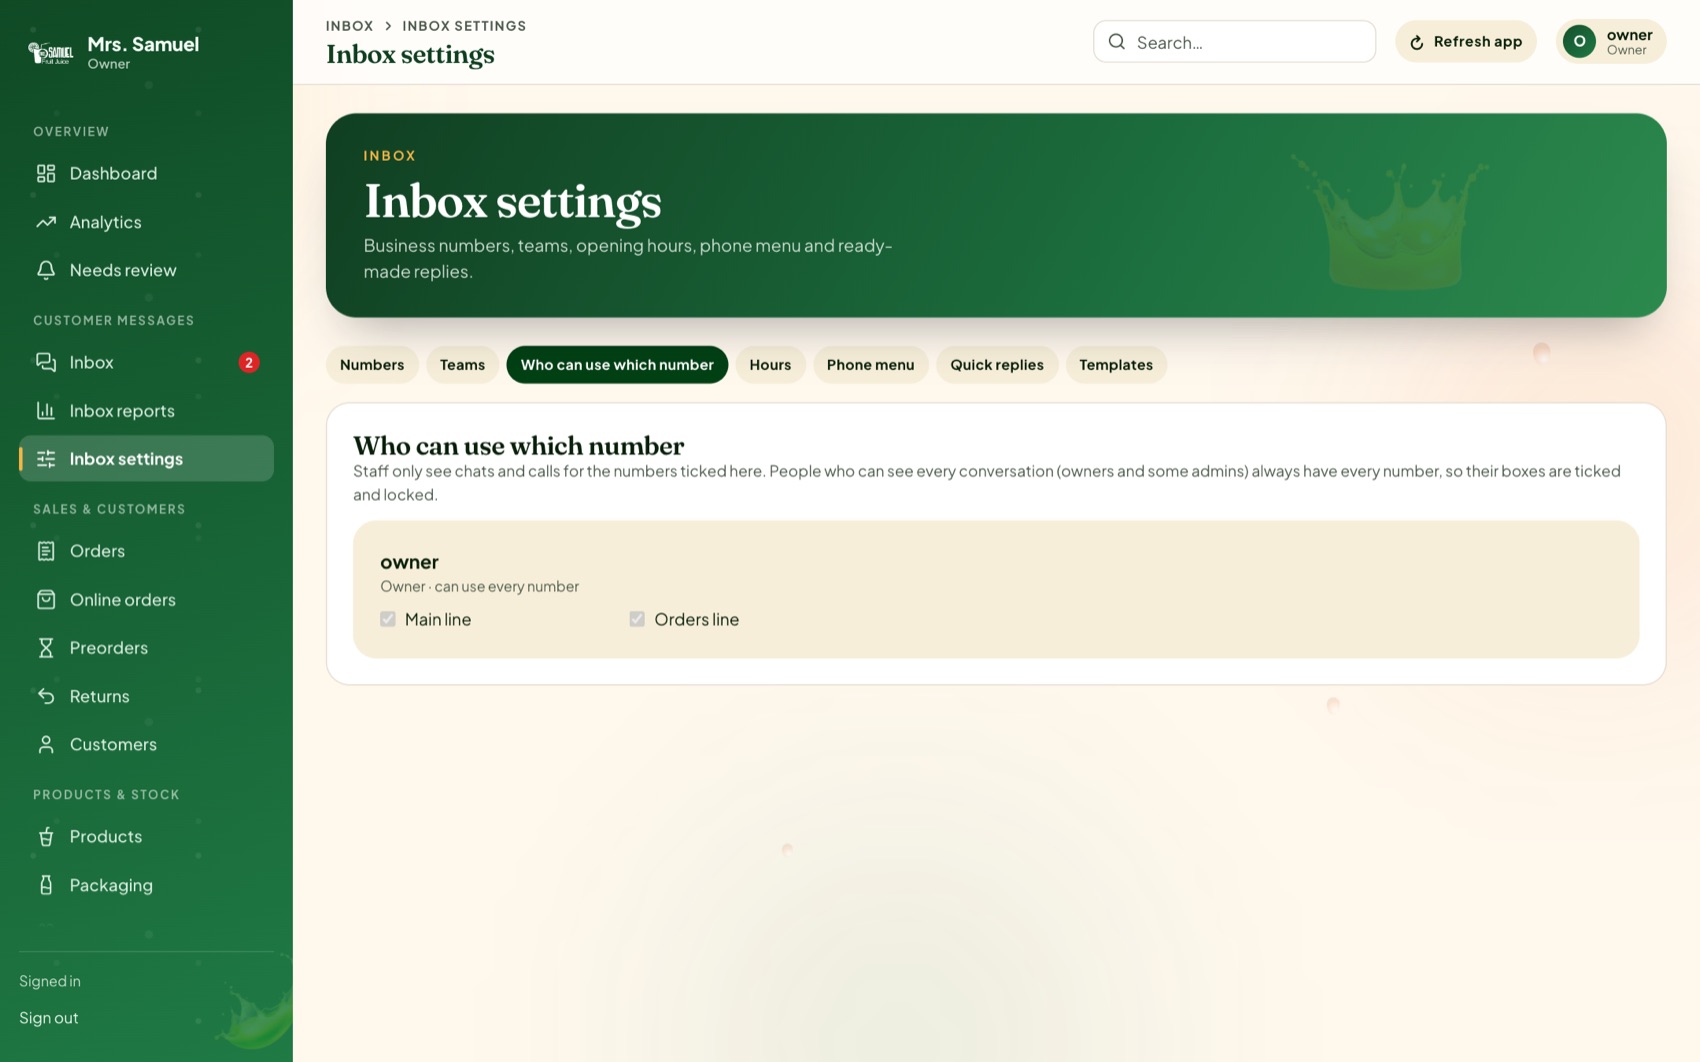 SAMUEL
Fruit Juice
Mrs. Samuel
Owner
OVERVIEW
Dashboard
Analytics
Needs review
CUSTOMER MESSAGES
Inbox
2
Inbox reports
Inbox settings
SALES & CUSTOMERS
Orders
Online orders
Preorders
Returns
Customers
PRODUCTS & STOCK
Products
Packaging
Signed in
Sign out
INBOX > INBOX SETTINGS
Inbox settings
Search...
Refresh app
O
owner
Owner
INBOX
Inbox settings
Business numbers, teams, opening hours, phone menu and ready-
made replies.
Numbers
Teams
Who can use which number
Hours
Phone menu
Quick replies
Templates
Who can use which number
Staff only see chats and calls for the numbers ticked here. People who can see every conversation (owners and some admins) always have every number, so their boxes are ticked
and locked.
owner
Owner · can use every number
Main line
Orders line